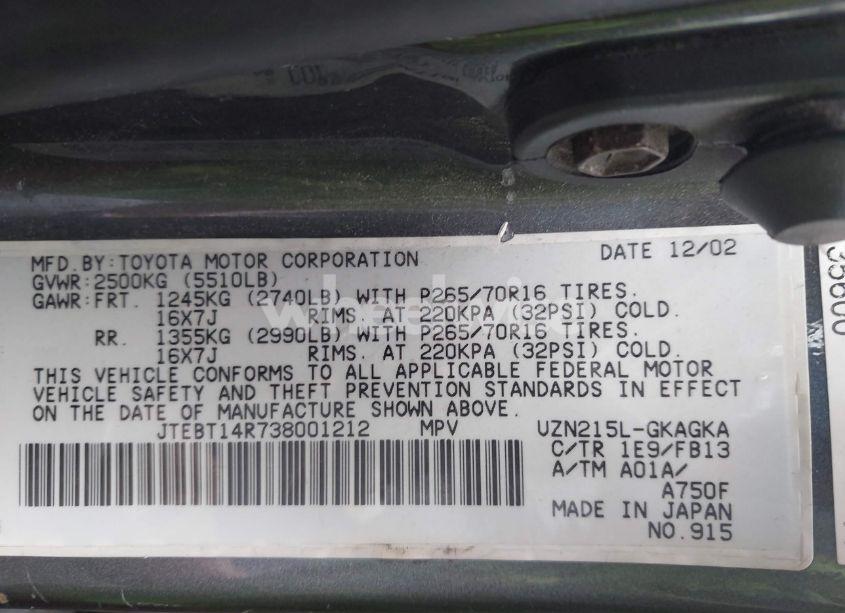 MFD.BY:TOYOTA MOTOR CORPORATION DATE 12/02
GVWR:2500KG (5510LB)
GAWR:FRT. 1245KG (2740LB) WITH P265/70R16 TIRES.
16X7J RIMS. AT 220KPA (32PSI) COLD.
RR. 1355KG (2990LB) WITH P265/70R16 TIRES.
16X7J RIMS. AT 220KPA (32PSI) COLD.
THIS VEHICLE CONFORMS TO ALL APPLICABLE FEDERAL MOTOR
VEHICLE SAFETY AND THEFT PREVENTION STANDARDS IN EFFECT
ON THE DATE OF MANUFACTURE SHOWN ABOVE.
JTEBT14R738001212 MPV UZN215L-GKAGKA
C/TR 1E9/FB13
A/TM A01A/
A750F
MADE IN JAPAN
NO.915